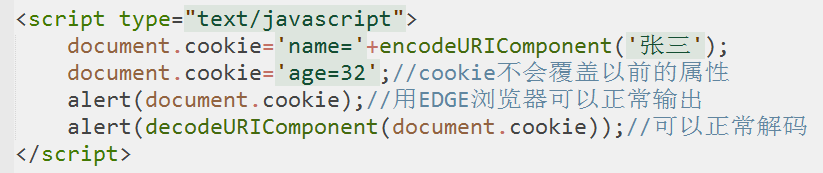 <script type="text/javascript">
document.cookie='name='+encodeURIComponent('张三');
document.cookie='age=32';//cookie不会覆盖以前的属性
alert(document.cookie);//用EDGE浏览器可以正常输出
alert(decodeURIComponent(document.cookie));//可以正常解码
</script>